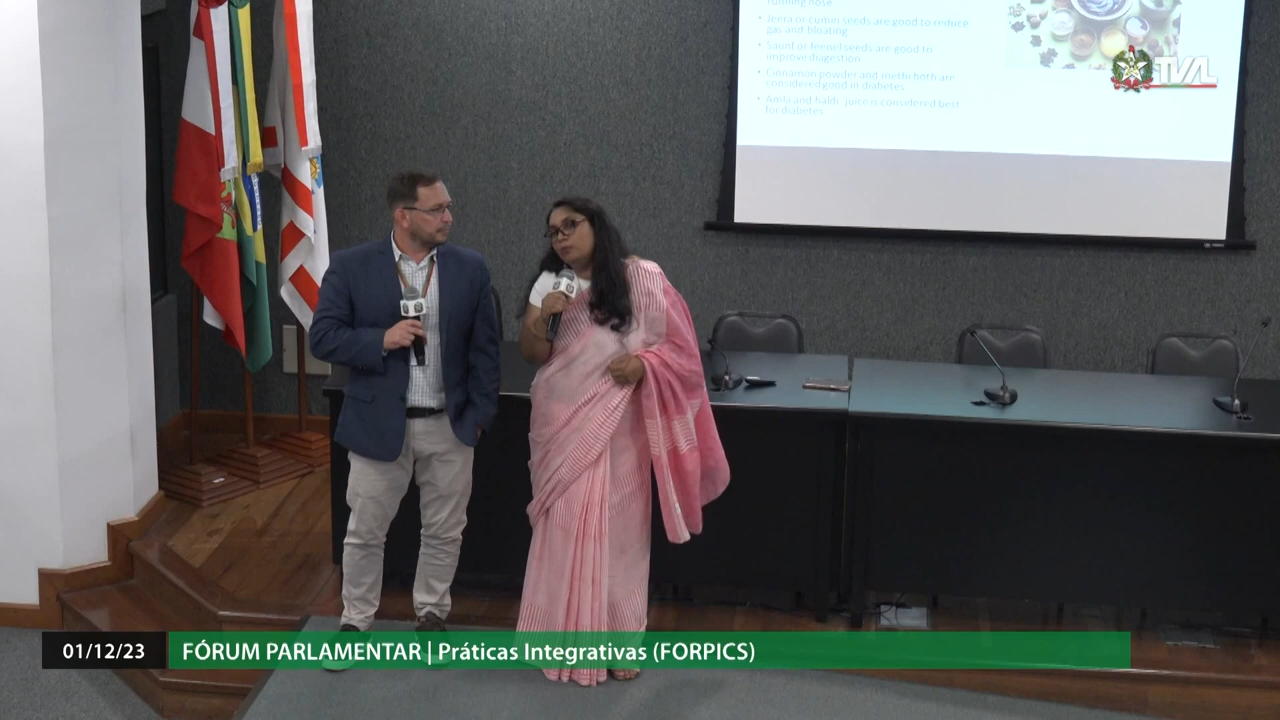 running nose
• Jeera or cumin seeds are good to reduce
gas and bloating
• Saunf or feenel seeds are good to
improve diagestion
• Cinnamon powder and methi both are
considered good in diabetes
• Amla and haldi juice is considered best
for diabetes
TVAL
01/12/23
FÓRUM PARLAMENTAR | Práticas Integrativas (FORPICS)